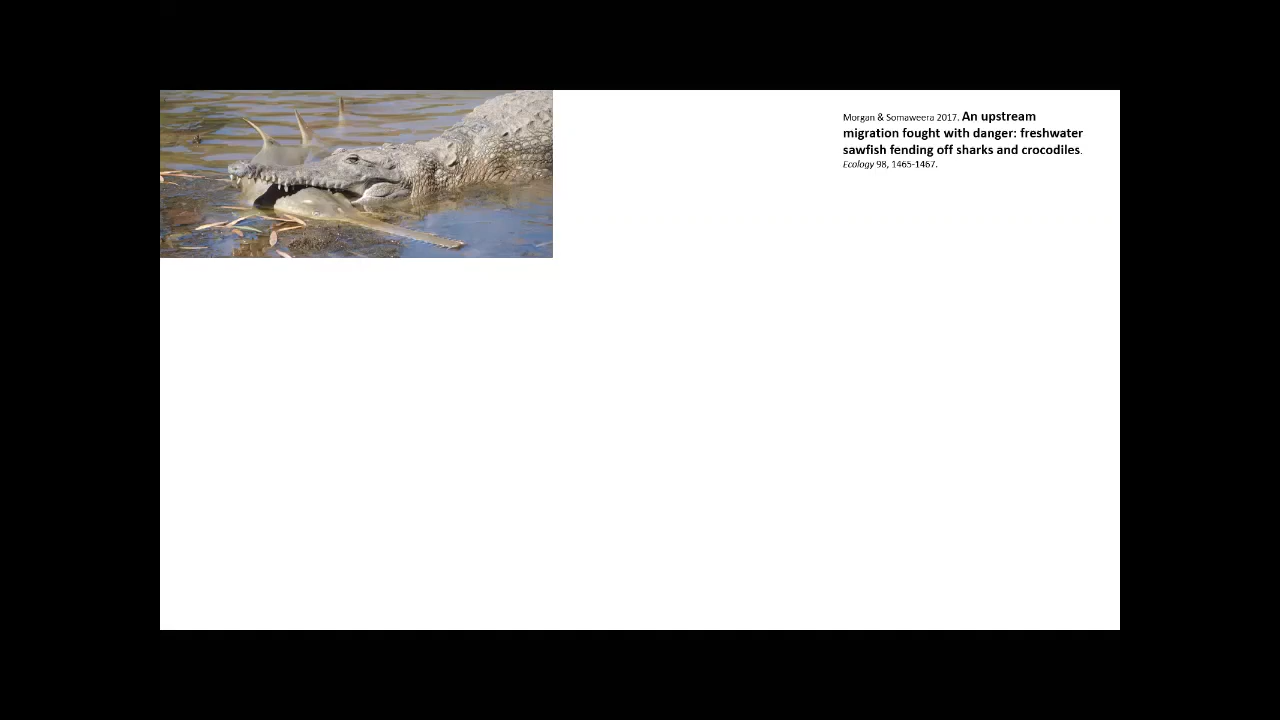 Morgan & Somaweera 2017. An upstream
migration fought with danger: freshwater
sawfish fending off sharks and crocodiles.
Ecology 98, 1465-1467.